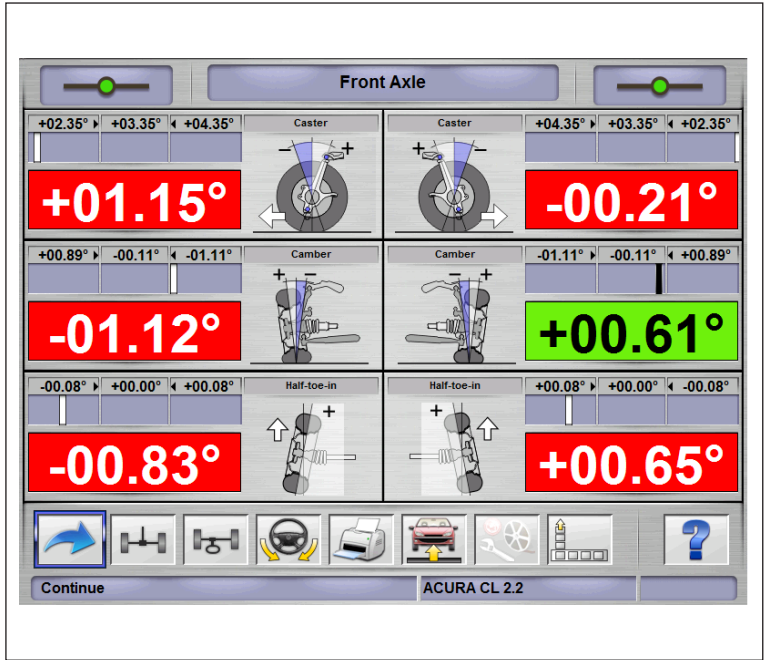 Front Axle
+02.35° +03.35° +04.35° Caster Caster +04.35° +03.35° +02.35°
- + + -
+01.15° -00.21°
+00.89° -00.11° -01.11° Camber Camber -01.11° -00.11° +00.89°
+ - + -
-01.12° +00.61°
-00.08° +00.00° +00.08° Half-toe-in Half-toe-in +00.08° +00.00° -00.08°
+ +
-00.83° +00.65°
?
Continue ACURA CL 2.2